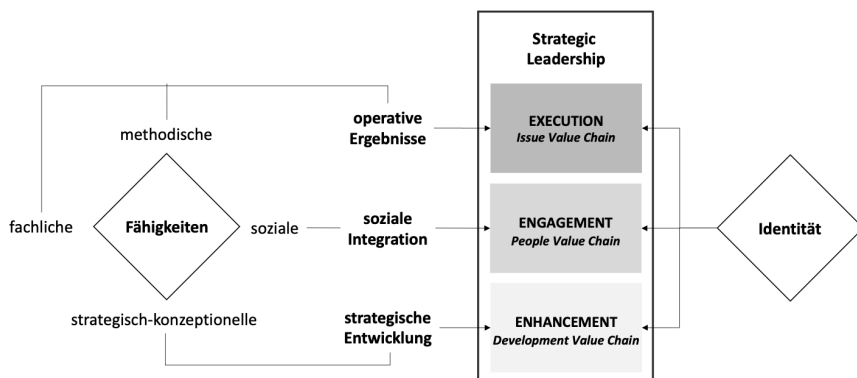 Strategic
Leadership
methodische
fachliche
Fähigkeiten
soziale
strategisch-konzeptionelle
operative
Ergebnisse
soziale
Integration
strategische
Entwicklung
EXECUTION
Issue Value Chain
ENGAGEMENT
People Value Chain
ENHANCEMENT
Development Value Chain
Identität